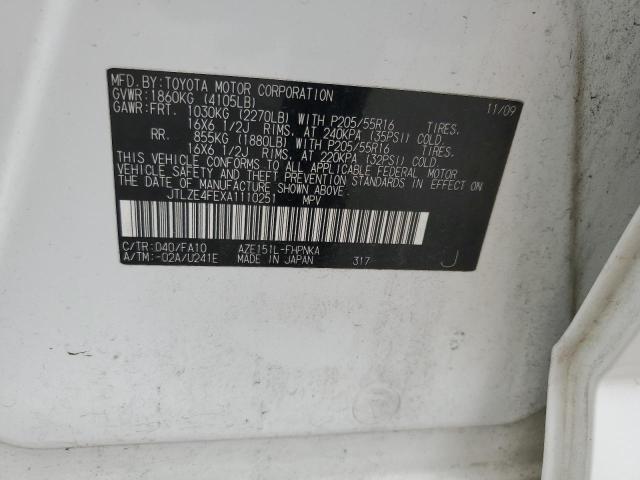 MFD. BY: TOYOTA MOTOR CORPORATION 11/09
GVWR: 1860KG (4105LB)
GAWR: FRT. 1030KG (2270LB) WITH P205/55R16 TIRES.
16X6 1/2J RIMS. AT 240KPA (35PSI) COLD.
RR. 855KG (1880LB) WITH P205/55R16 TIRES.
16X6 1/2J RIMS. AT 220KPA (32PSI) COLD.
THIS VEHICLE CONFORMS TO ALL APPLICABLE FEDERAL MOTOR
VEHICLE SAFETY AND THEFT PREVENTION STANDARDS IN EFFECT
ON THE DATE OF MANUFACTURE SHOWN ABOVE.
JTLZE4FEXA1110251 MPV
C/TR: 040/FA10 AZE151L-FHPNKA
A/TM: -02A/U241E MADE IN JAPAN 317 J